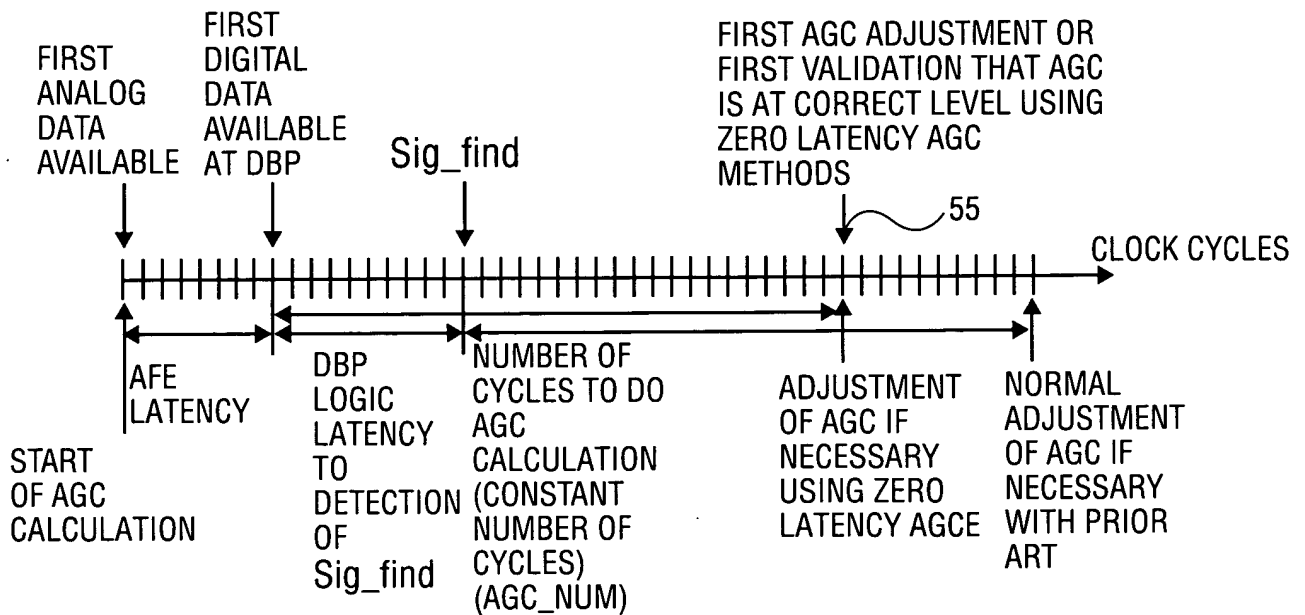 FIRST
ANALOG
DATA
AVAILABLE
FIRST
DIGITAL
DATA
AVAILABLE
AT DBP
Sig_find
FIRST AGC ADJUSTMENT OR
FIRST VALIDATION THAT AGC
IS AT CORRECT LEVEL USING
ZERO LATENCY AGC
METHODS
55
CLOCK CYCLES
START
OF AGC
CALCULATION
AFE
LATENCY
DBP
LOGIC
LATENCY
TO
DETECTION
OF
Sig_find
NUMBER OF
CYCLES TO DO
AGC
CALCULATION
(CONSTANT
NUMBER OF
CYCLES)
(AGC_NUM)
ADJUSTMENT
OF AGC IF
NECESSARY
USING ZERO
LATENCY AGCE
NORMAL
ADJUSTMENT
OF AGC IF
NECESSARY
WITH PRIOR
ART